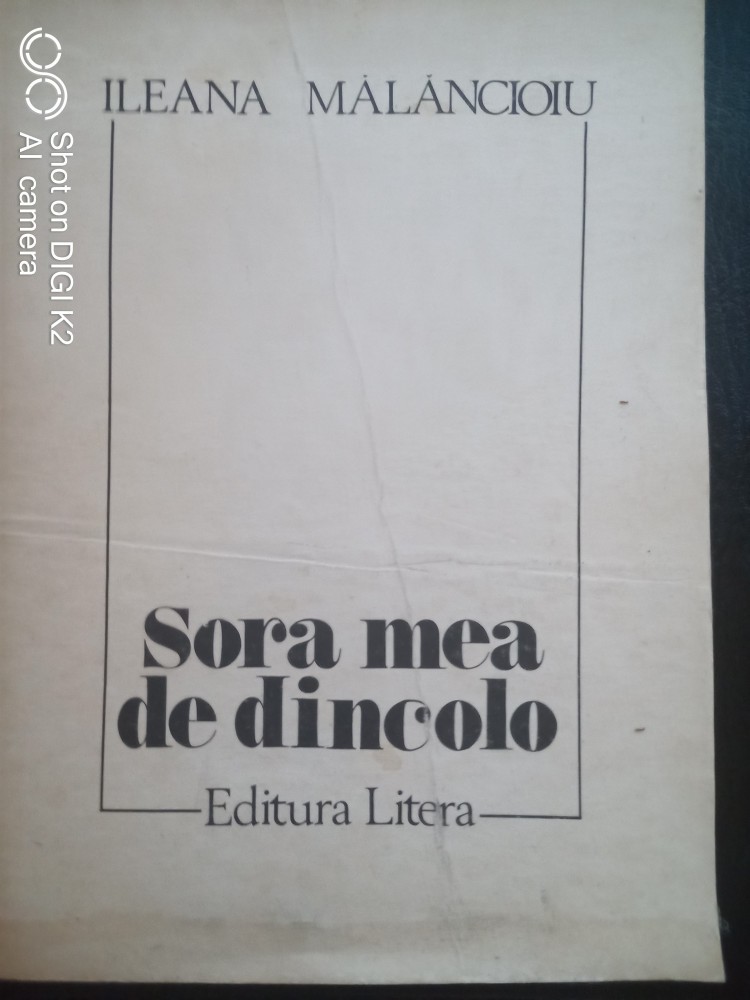 ILEANA MĂLĂNCIOIU
Sora mea
de dincolo
Editura Litera
Shot on DIGI K2
AI camera